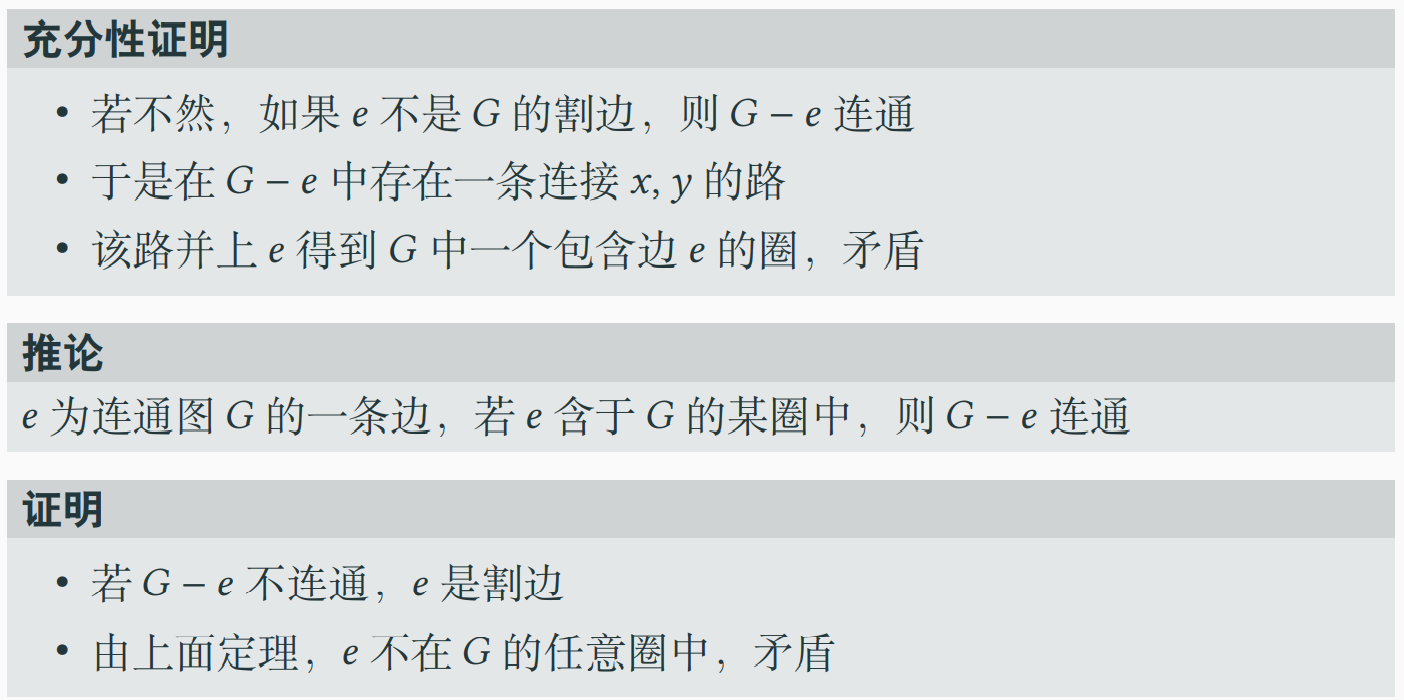 充分性证明
• 若不然，如果 e 不是 G 的割边，则 G − e 连通
• 于是在 G − e 中存在一条连接 x, y 的路
• 该路并上 e 得到 G 中一个包含边 e 的圈，矛盾
推论
e 为连通图 G 的一条边，若 e 含于 G 的某圈中，则 G − e 连通
证明
• 若 G − e 不连通，e 是割边
• 由上面定理，e 不在 G 的任意圈中，矛盾